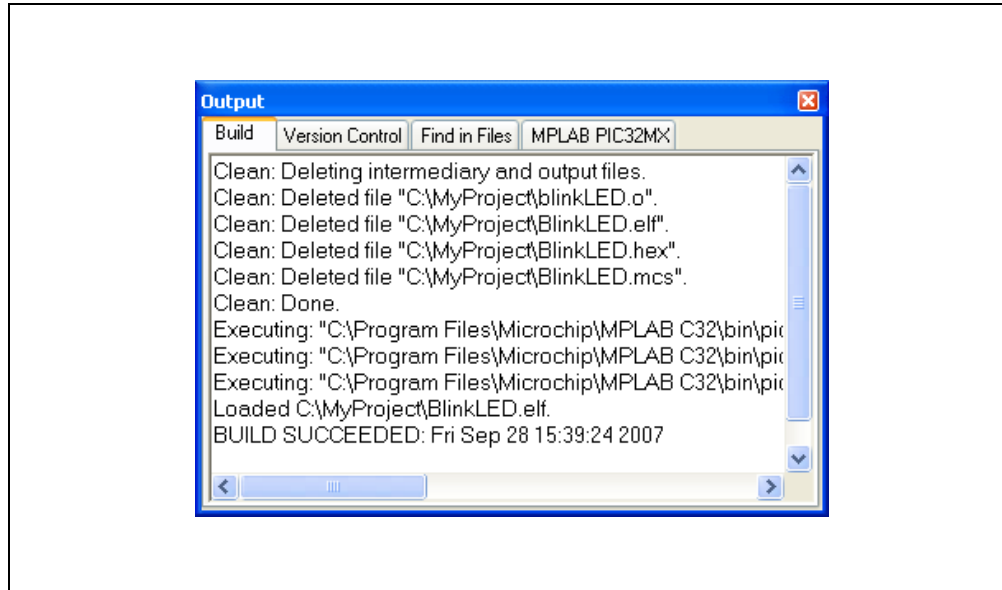 Output
Build Version Control Find in Files MPLAB PIC32MX
Clean: Deleting intermediary and output files.
Clean: Deleted file "C:\MyProject\blinkLED.o".
Clean: Deleted file "C:\MyProject\BlinkLED.elf".
Clean: Deleted file "C:\MyProject\BlinkLED.hex".
Clean: Deleted file "C:\MyProject\BlinkLED.mcs".
Clean: Done.
Executing: "C:\Program Files\Microchip\MPLAB C32\bin\pic
Executing: "C:\Program Files\Microchip\MPLAB C32\bin\pic
Executing: "C:\Program Files\Microchip\MPLAB C32\bin\pic
Loaded C:\MyProject\BlinkLED.elf.
BUILD SUCCEEDED: Fri Sep 28 15:39:24 2007